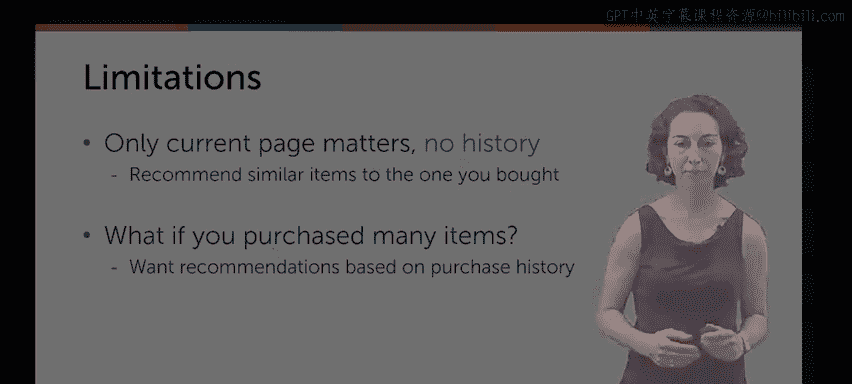 GPT中英字幕课程资源@bilibili.com
Limitations
• Only current page matters, no history
- Recommend similar items to the one you bought
• What if you purchased many items?
- Want recommendations based on purchase history